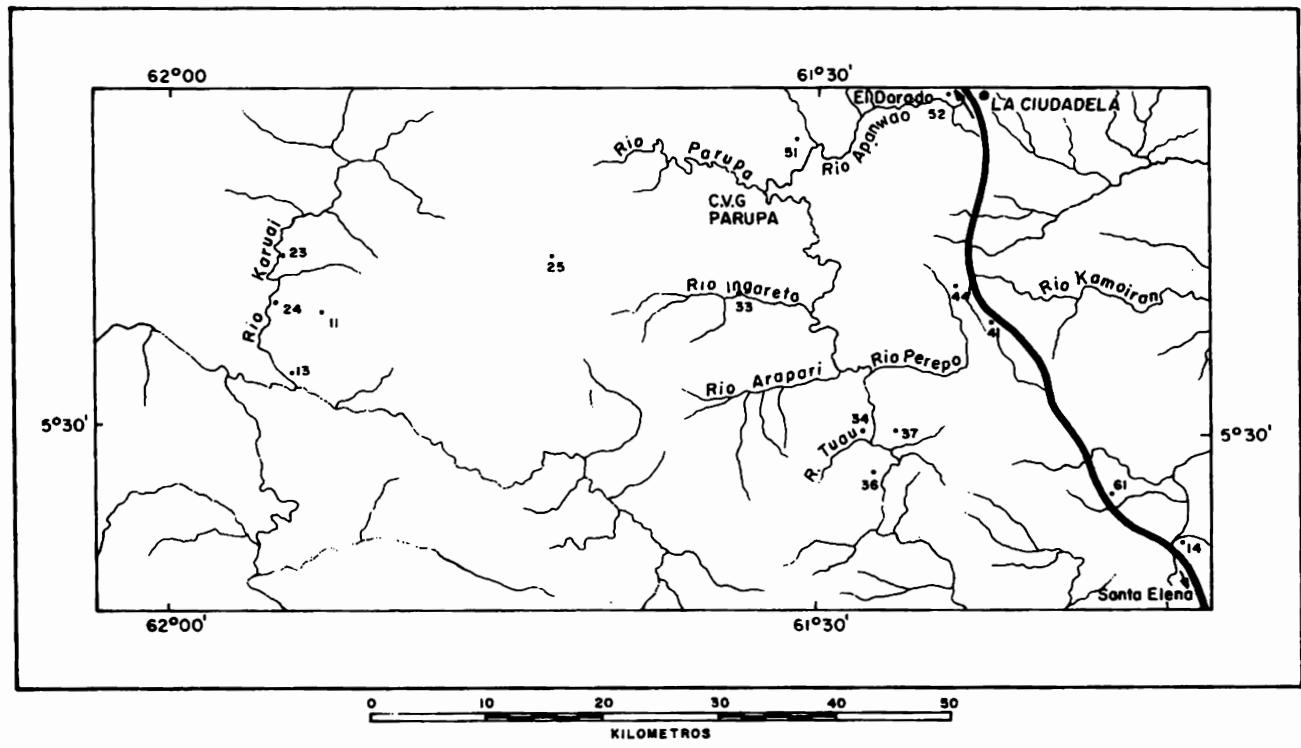 62°00
61°30'
El Dorado
LA CIUDADELA
52
51
Rio Parupa
Rio Apanwao
C.V.G
PARUPA
Rio Karuai
23
25
24
11
13
Rio Ingareta
33
44
41
Rio Kamoiran
Rio Arapari
Rio Perepo
5°30'
5°30'
34
37
R. Tuau
36
61
14
Santa Elena
62°00'
61°30'
0 10 20 30 40 50
KILOMETROS